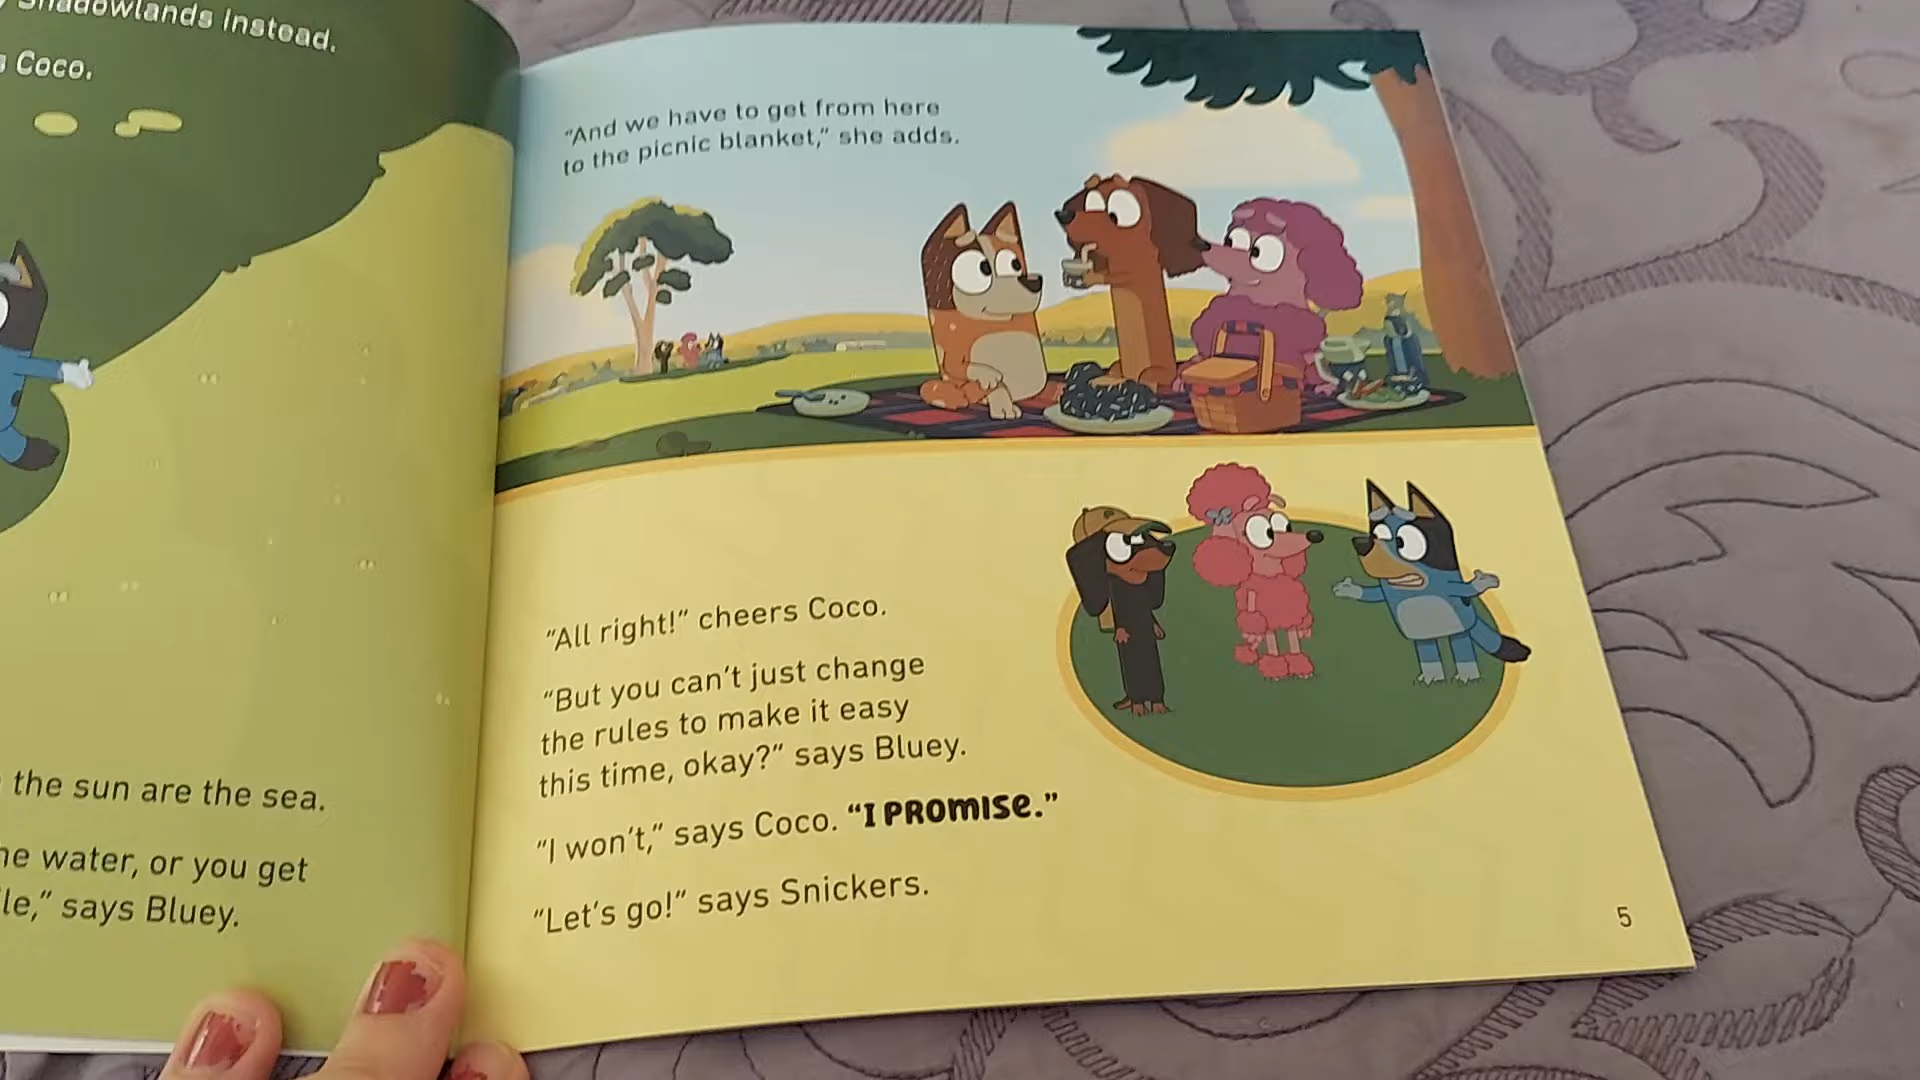 Shadowlands instead.
Coco.
the sun are the sea.
water, or you get
says Bluey.
"And we have to get from here
to the picnic blanket," she adds.
"All right!" cheers Coco.
"But you can't just change
the rules to make it easy
this time, okay?" says Bluey.
"I won't," says Coco. "I PROMISE."
"Let's go!" says Snickers.
5